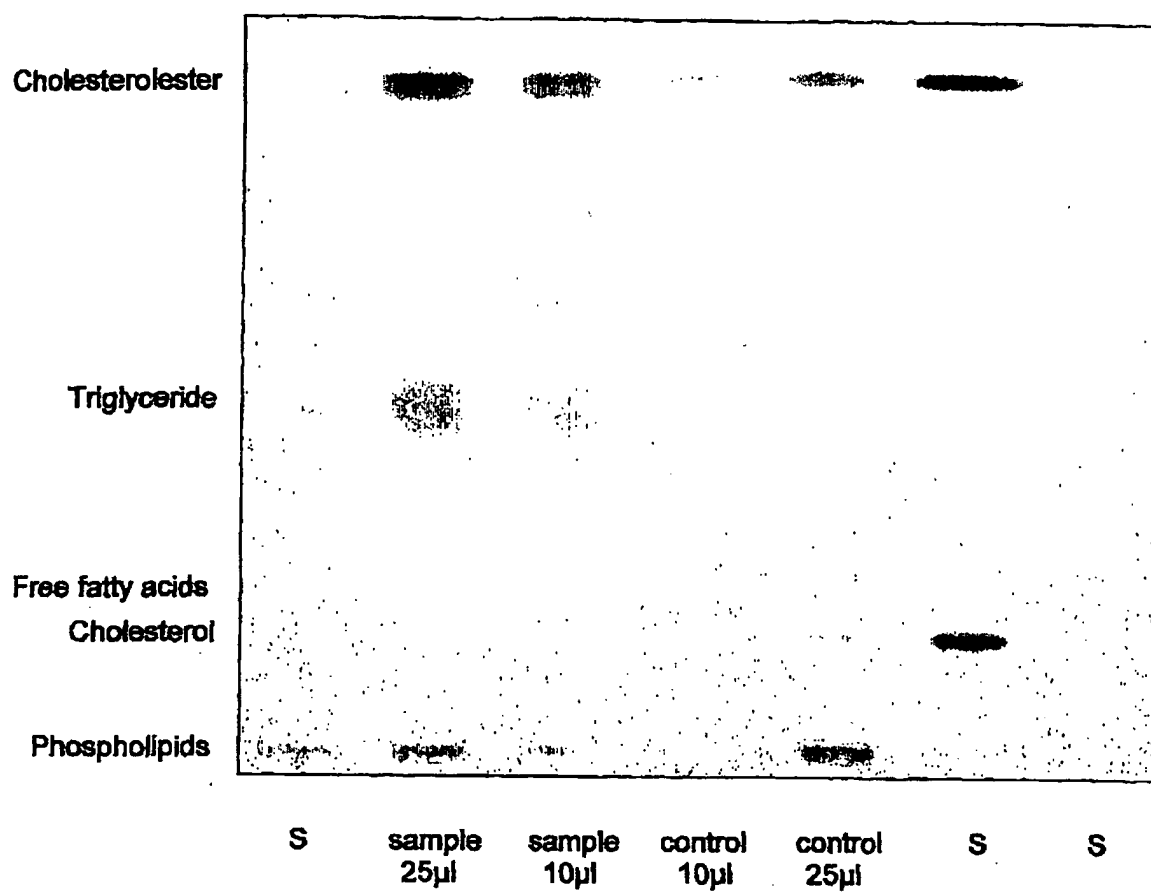 Cholesterolester
Triglyceride
Free fatty acids
Cholesterol
Phospholipids
S
sample
25µl
sample
10µl
control
10µl
control
25µl
S
S